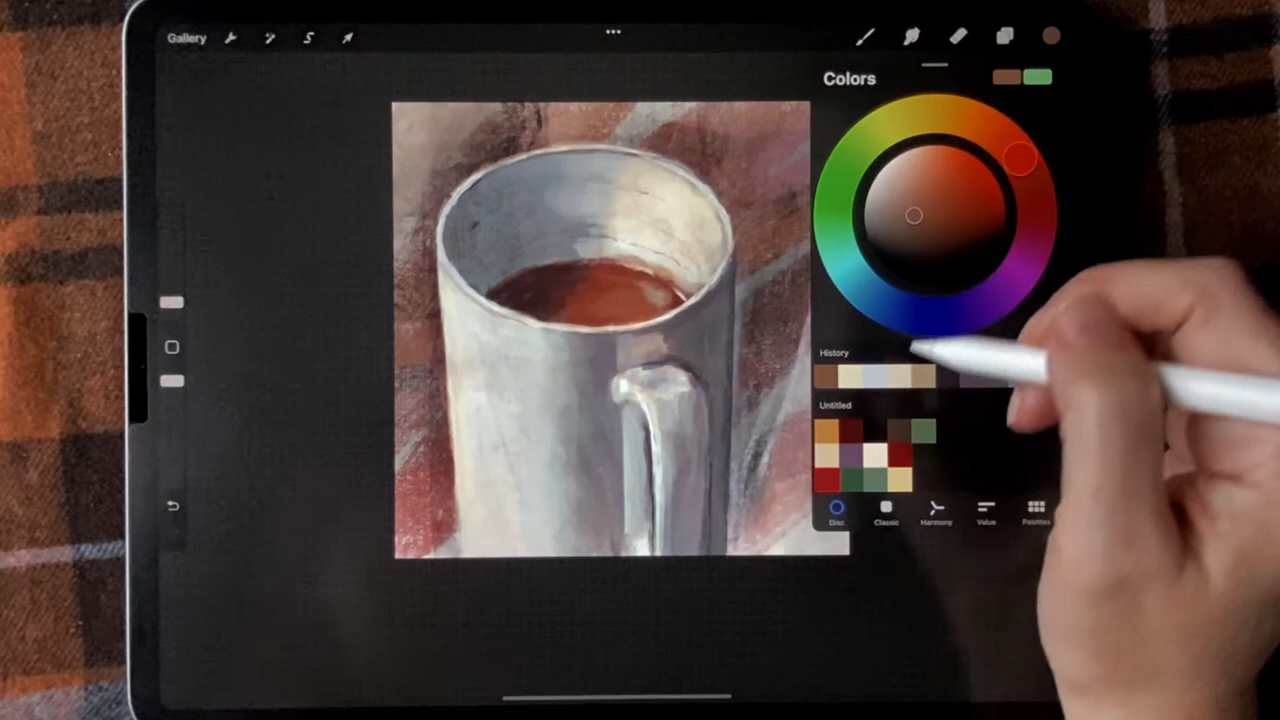 Gallery
Colors
History
Untitled
Disc Classic Harmony Value Palettes